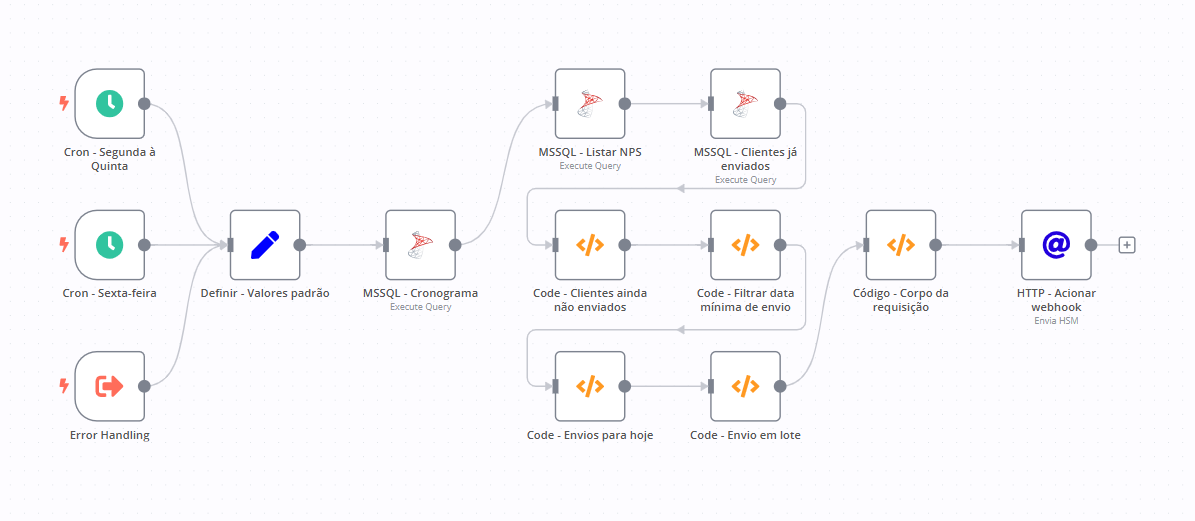 Cron - Segunda à
Quinta
MSSQL - Listar NPS
Execute Query
MSSQL - Clientes já
enviados
Execute Query
Cron - Sexta-feira
Definir - Valores padrão
MSSQL - Cronograma
Execute Query
Code - Clientes ainda
não enviados
Code - Filtrar data
mínima de envio
Código - Corpo da
requisição
HTTP - Acionar
webhook
Envia HSM
Error Handling
Code - Envios para hoje
Code - Envio em lote